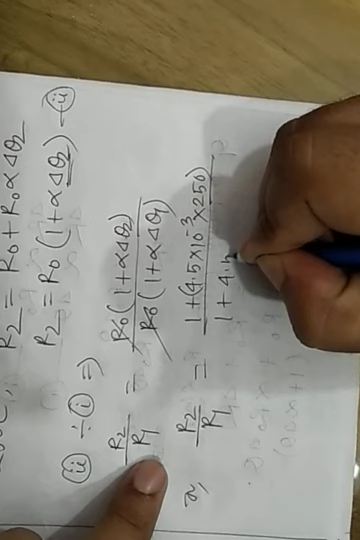 R₂ = R₀ + R₀ α Δθ₂
R₂ = R₀ (1 + α Δθ₂) — (ii)
(ii) ÷ (i) ⇒
R₂/R₁ = R₀ (1 + α Δθ₂) / R₀ (1 + α Δθ₁)
R₂/R₁ = 1 + (4.5 × 10⁻³ × 250) / 1 + 4.